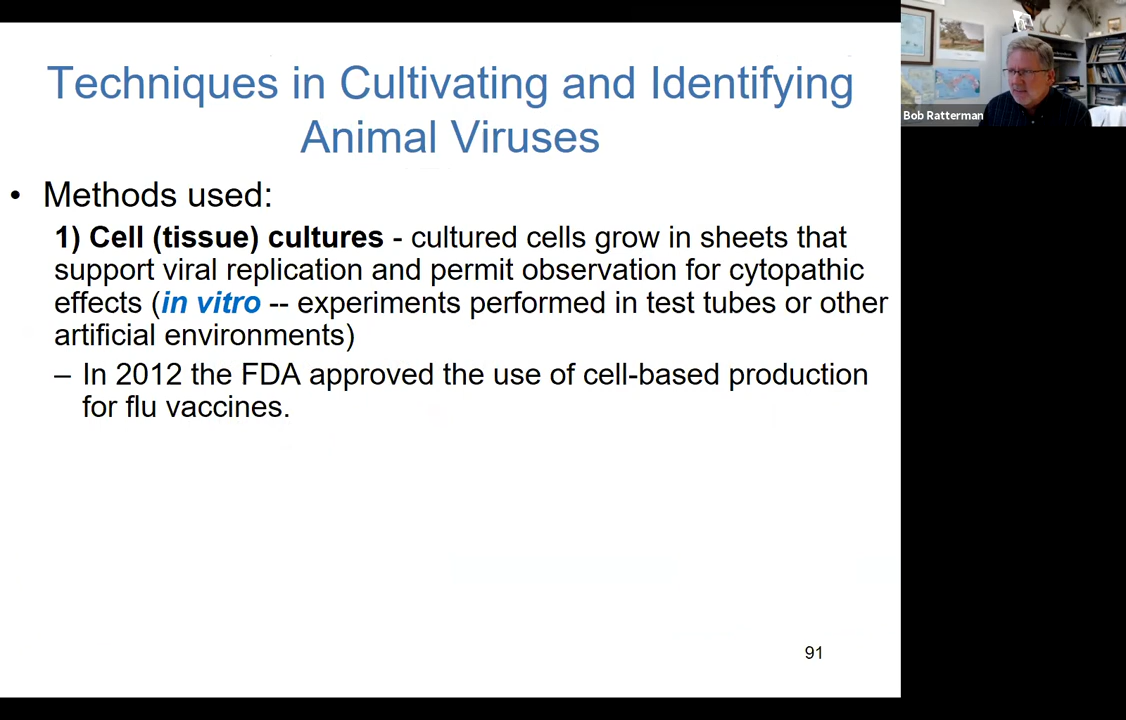 Techniques in Cultivating and Identifying
Animal Viruses
• Methods used:
1) Cell (tissue) cultures - cultured cells grow in sheets that
support viral replication and permit observation for cytopathic
effects (in vitro -- experiments performed in test tubes or other
artificial environments)
– In 2012 the FDA approved the use of cell-based production
for flu vaccines.
91
Bob Ratterman